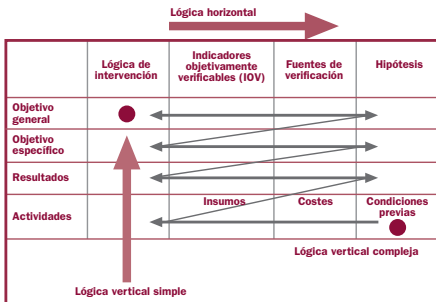 Lógica horizontal
Lógica de
intervención
Indicadores
objetivamente
verificables (IOV)
Fuentes de
verificación
Hipótesis
Objetivo
general
Objetivo
específico
Resultados
Actividades
Insumos
Costes
Condiciones
previas
Lógica vertical compleja
Lógica vertical simple